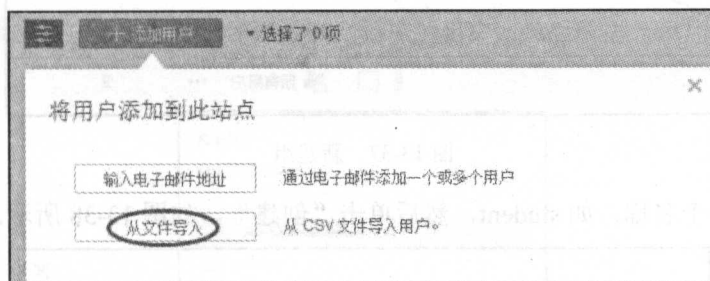 + 添加用户 ▾ 选择了 0 项
×
将用户添加到此站点
输入电子邮件地址 通过电子邮件添加一个或多个用户
从文件导入 从 CSV 文件导入用户。